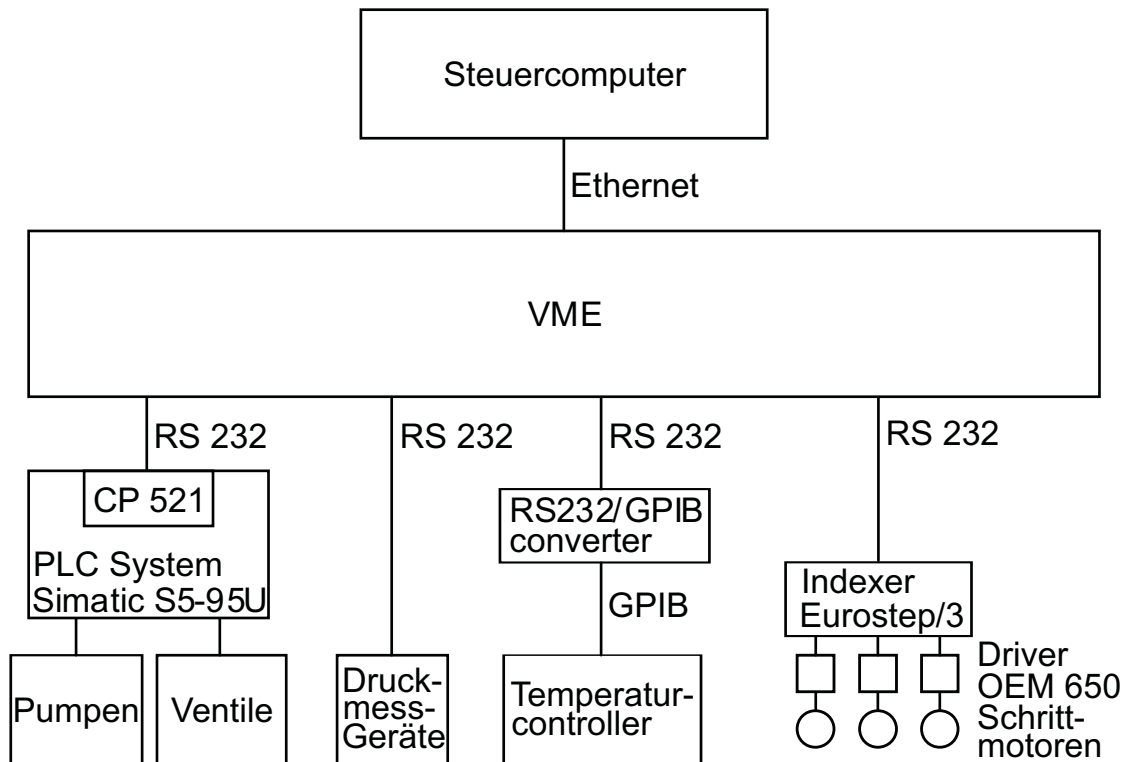 Steuercomputer
Ethernet
VME
RS 232
RS 232
RS 232
RS 232
CP 521
PLC System
Simatic S5-95U
RS232/GPIB
converter
GPIB
Indexer
Eurostep/3
Pumpen
Ventile
Druck-
mess-
Geräte
Temperatur-
controller
Driver
OEM 650
Schritt-
motoren